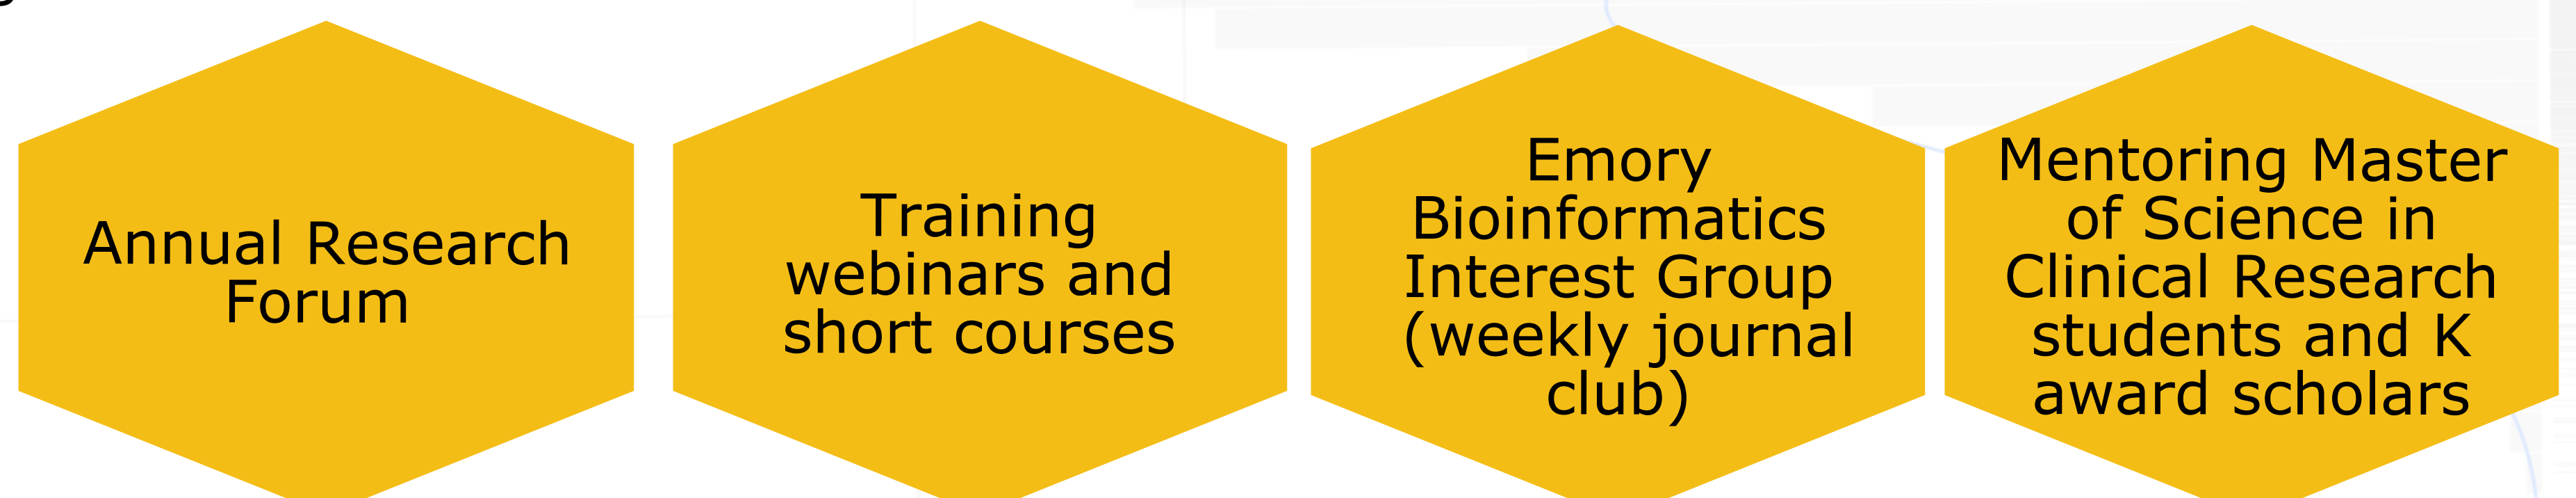 Annual Research
Forum
Training
webinars and
short courses
Emory
Bioinformatics
Interest Group
(weekly journal
club)
Mentoring Master
of Science in
Clinical Research
students and K
award scholars